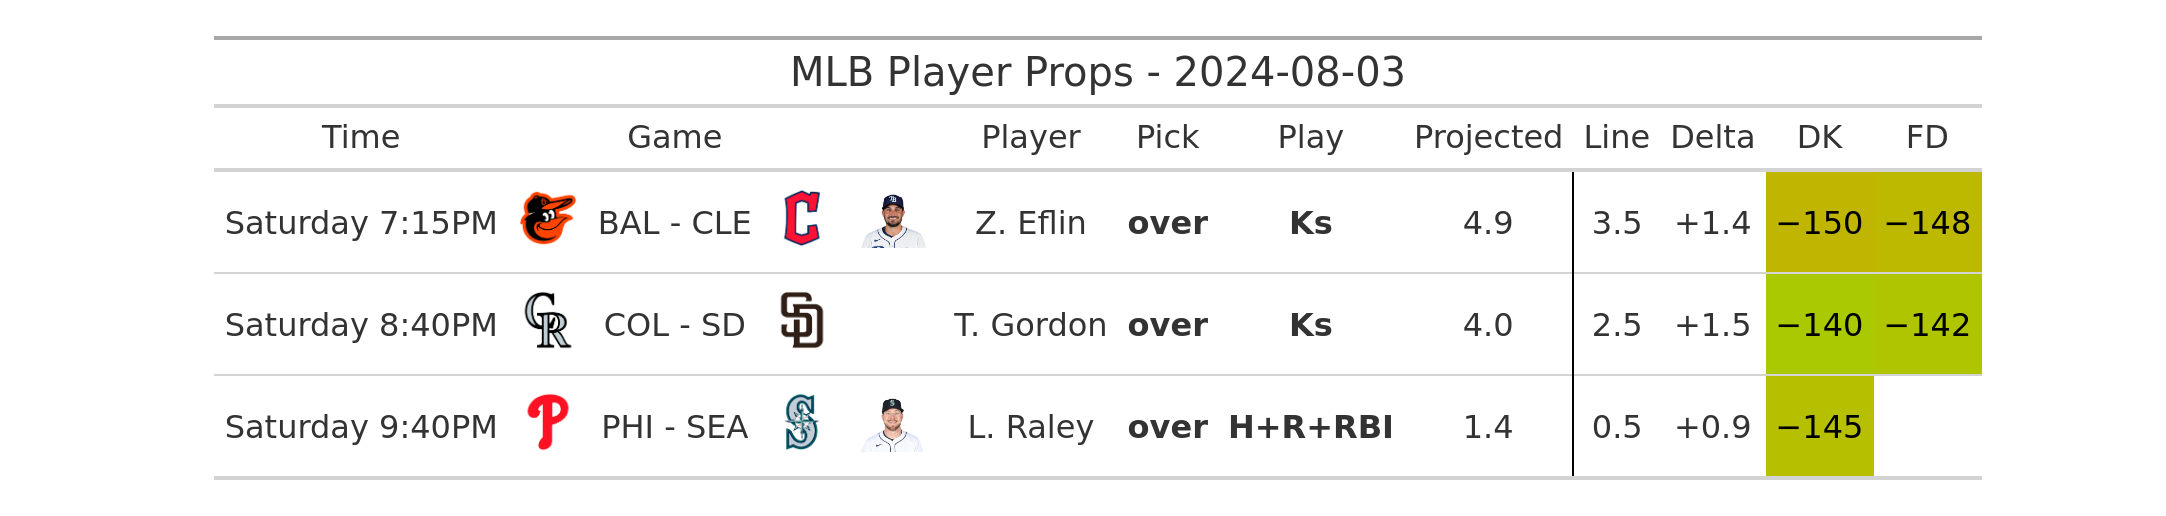 MLB Player Props - 2024-08-03
Time Game Player Pick Play Projected Line Delta DK FD
Saturday 7:15PM BAL - CLE Z. Eflin over Ks 4.9 3.5 +1.4 −150 −148
Saturday 8:40PM COL - SD T. Gordon over Ks 4.0 2.5 +1.5 −140 −142
Saturday 9:40PM PHI - SEA L. Raley over H+R+RBI 1.4 0.5 +0.9 −145